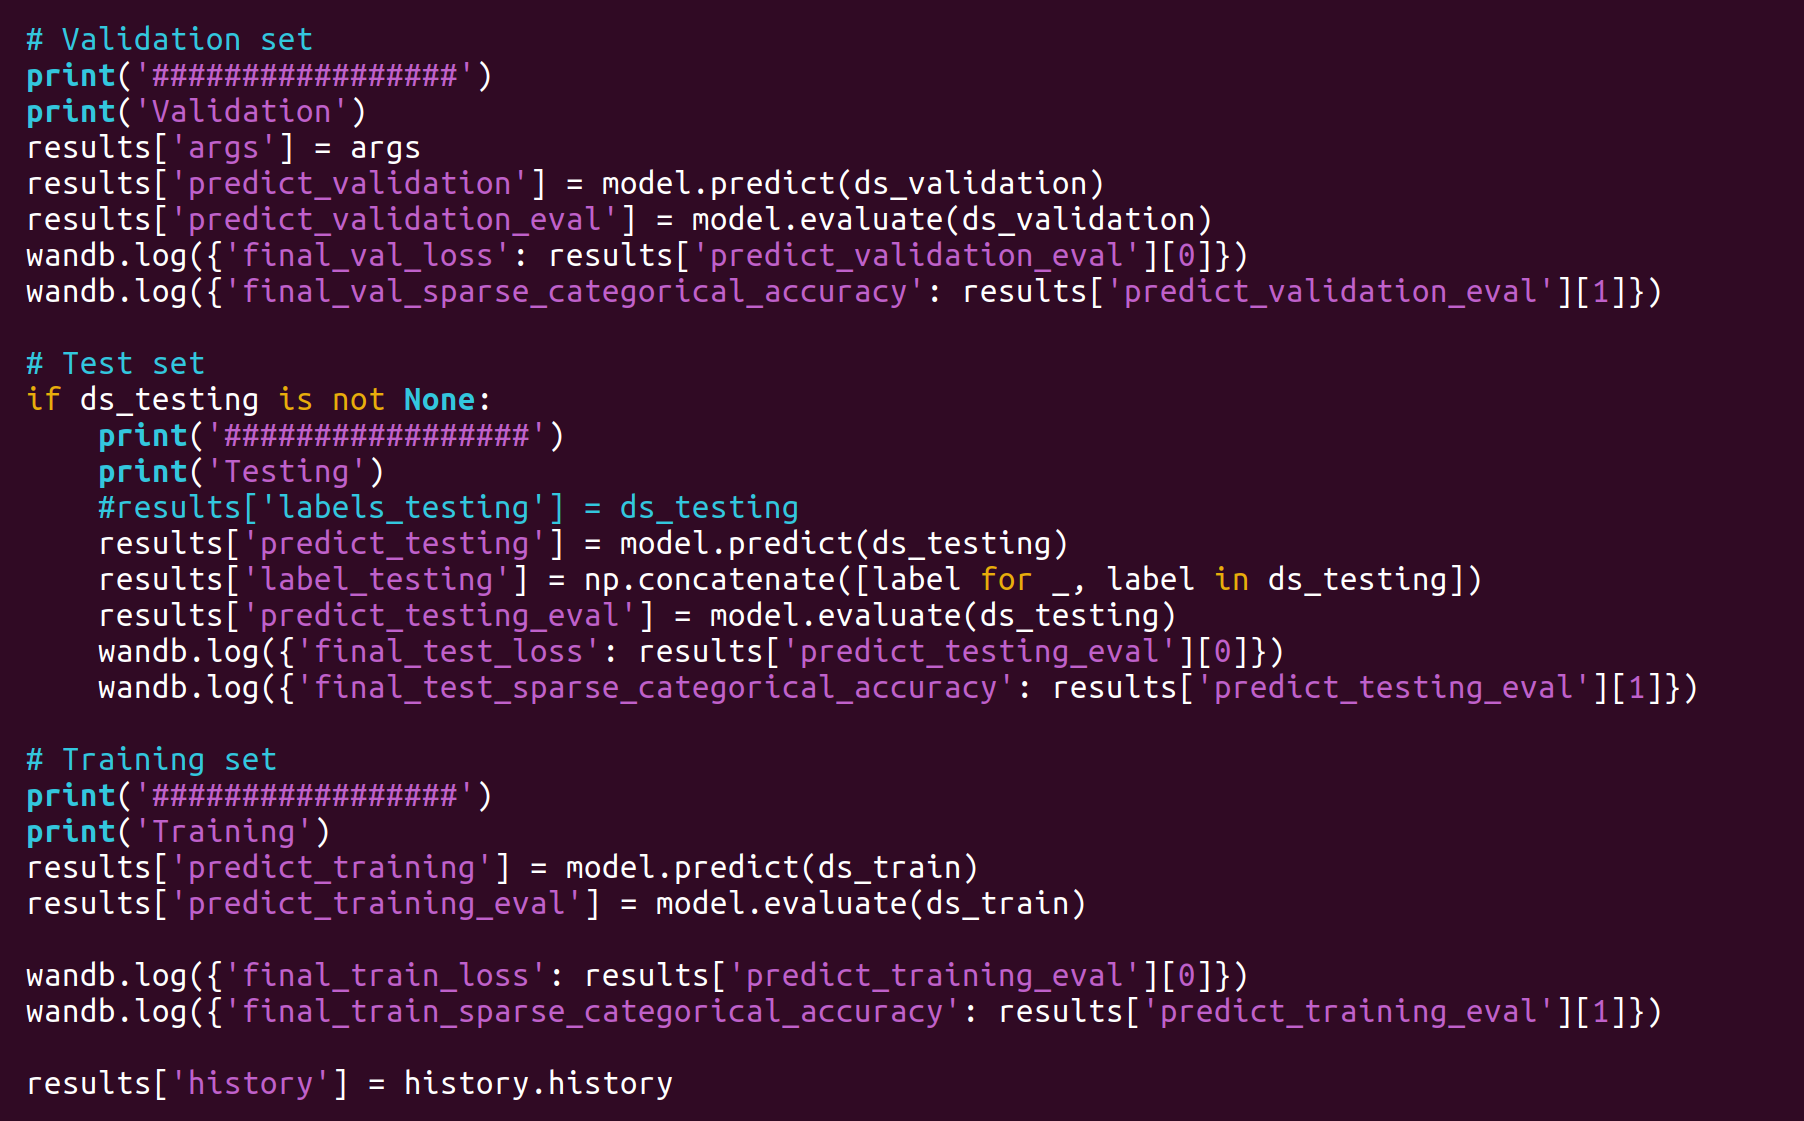 # Validation set
print('#################')
print('Validation')
results['args'] = args
results['predict_validation'] = model.predict(ds_validation)
results['predict_validation_eval'] = model.evaluate(ds_validation)
wandb.log({'final_val_loss': results['predict_validation_eval'][0]})
wandb.log({'final_val_sparse_categorical_accuracy': results['predict_validation_eval'][1]})

# Test set
if ds_testing is not None:
    print('#################')
    print('Testing')
    #results['labels_testing'] = ds_testing
    results['predict_testing'] = model.predict(ds_testing)
    results['label_testing'] = np.concatenate([label for _, label in ds_testing])
    results['predict_testing_eval'] = model.evaluate(ds_testing)
    wandb.log({'final_test_loss': results['predict_testing_eval'][0]})
    wandb.log({'final_test_sparse_categorical_accuracy': results['predict_testing_eval'][1]})

# Training set
print('#################')
print('Training')
results['predict_training'] = model.predict(ds_train)
results['predict_training_eval'] = model.evaluate(ds_train)

wandb.log({'final_train_loss': results['predict_training_eval'][0]})
wandb.log({'final_train_sparse_categorical_accuracy': results['predict_training_eval'][1]})

results['history'] = history.history